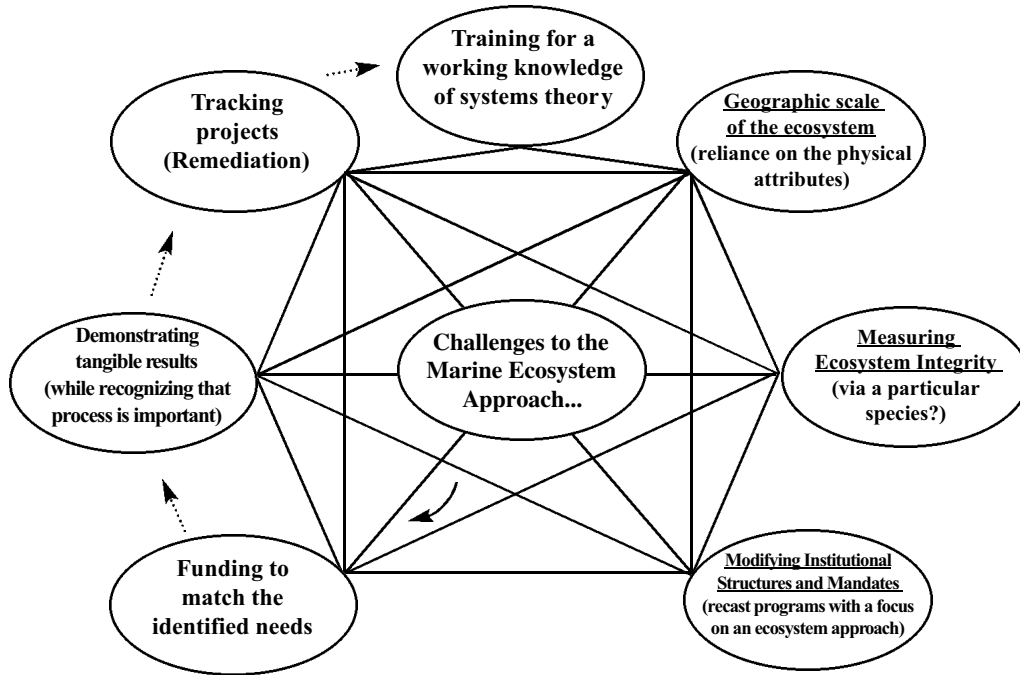 Training for a
working knowledge
of systems theory
Tracking
projects
(Remediation)
Geographic scale
of the ecosystem
(reliance on the physical
attributes)
Demonstrating
tangible results
(while recognizing that
process is important)
Challenges to the
Marine Ecosystem
Approach...
Measuring
Ecosystem Integrity
(via a particular
species?)
Funding to
match the
identified needs
Modifying Institutional
Structures and Mandates
(recast programs with a focus
on an ecosystem approach)